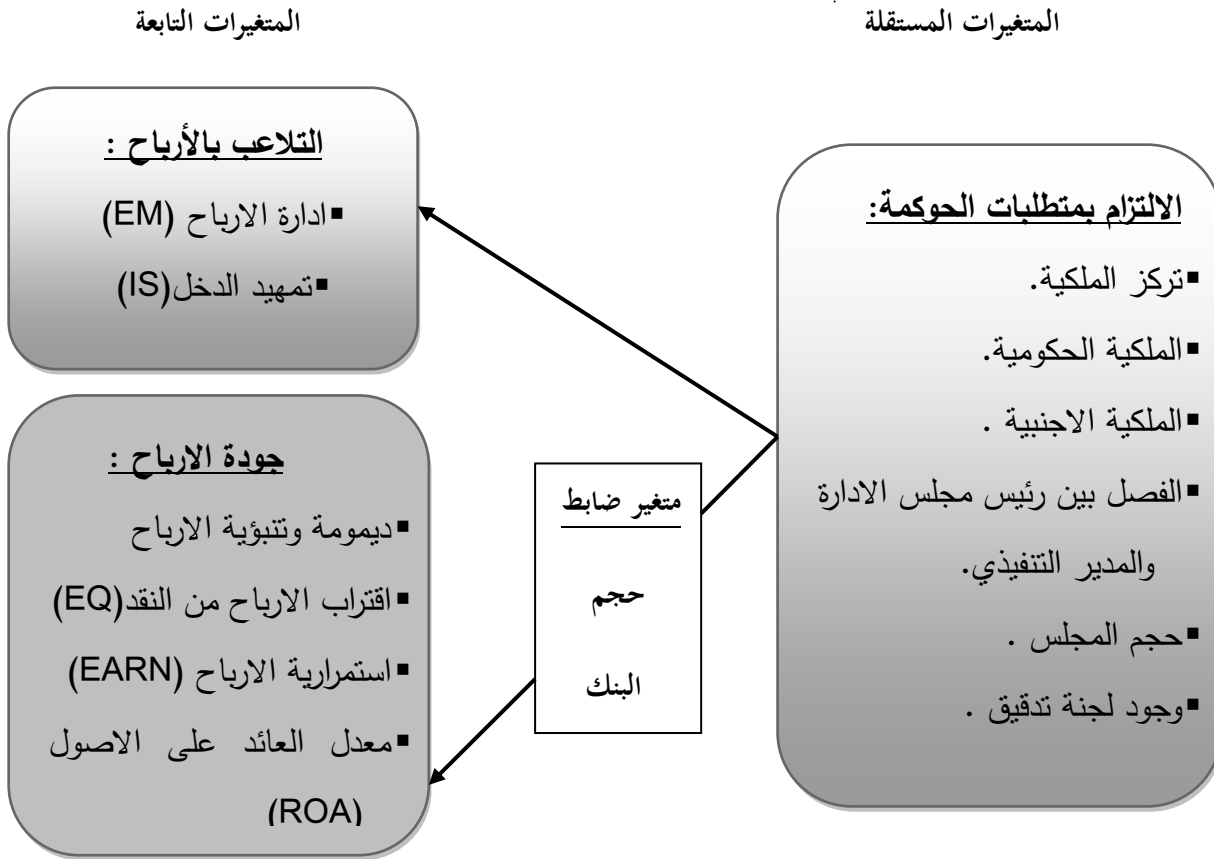 المتغيرات المستقلة
المتغيرات التابعة
الالتزام بمتطلبات الحوكمة:
▪تركز الملكية.
▪الملكية الحكومية.
▪الملكية الاجنبية .
▪الفصل بين رئيس مجلس الادارة
والمدير التنفيذي.
▪حجم المجلس .
▪وجود لجنة تدقيق .
متغير ضابط
حجم
البنك
التلاعب بالأرباح :
▪ادارة الارباح (EM)
▪تمهيد الدخل(IS)
جودة الارباح :
▪ديمومة وتنبؤية الارباح
▪اقتراب الارباح من النقد(EQ)
▪استمرارية الارباح (EARN)
▪معدل العائد على الاصول
(ROA)